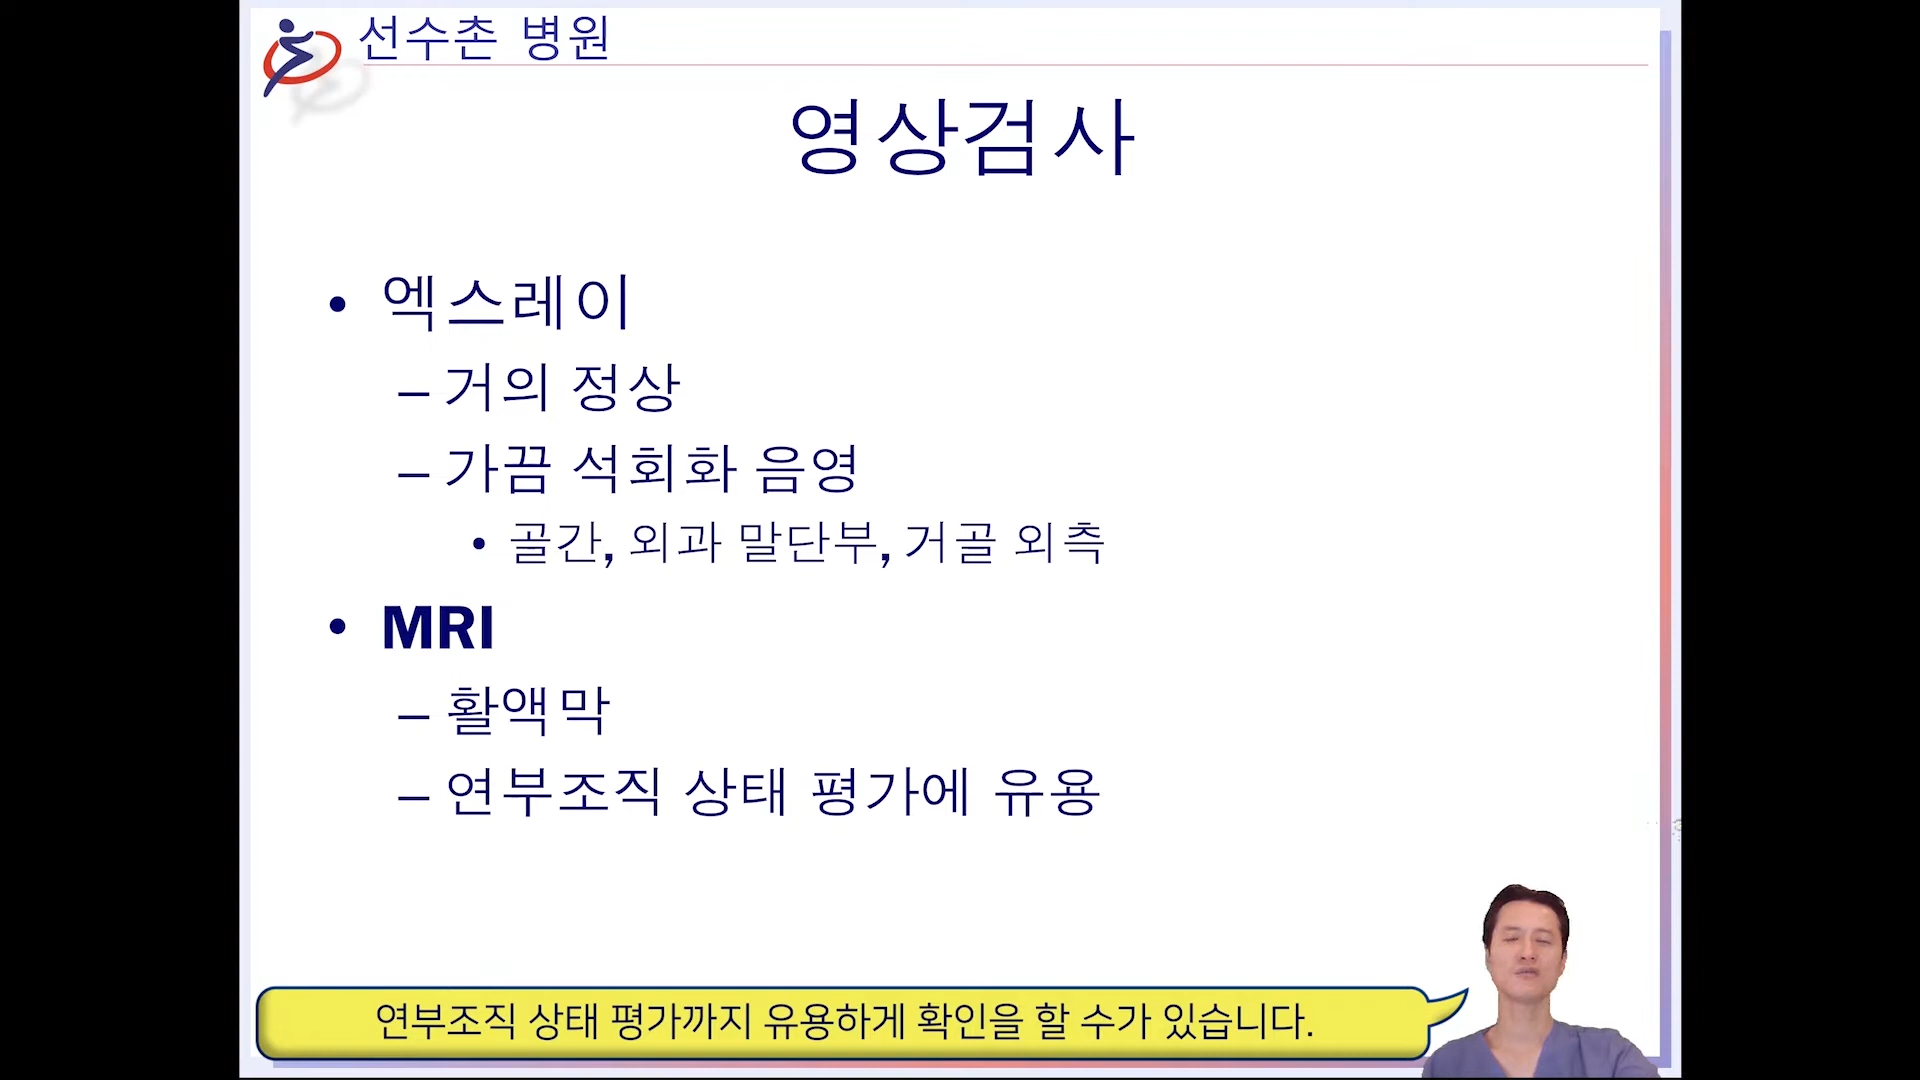 선수촌 병원
영상검사
• 엑스레이
– 거의 정상
– 가끔 석회화 음영
• 골간, 외과 말단부, 거골 외측
• MRI
– 활액막
– 연부조직 상태 평가에 유용
연부조직 상태 평가까지 유용하게 확인을 할 수가 있습니다.